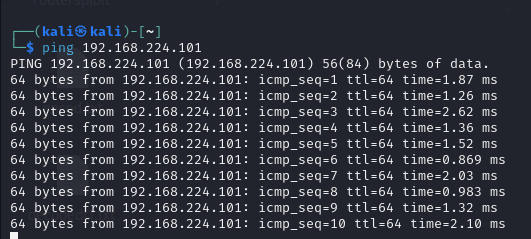 ┌──(kali㉿kali)-[~]
└─$ ping 192.168.224.101
PING 192.168.224.101 (192.168.224.101) 56(84) bytes of data.
64 bytes from 192.168.224.101: icmp_seq=1 ttl=64 time=1.87 ms
64 bytes from 192.168.224.101: icmp_seq=2 ttl=64 time=1.26 ms
64 bytes from 192.168.224.101: icmp_seq=3 ttl=64 time=2.62 ms
64 bytes from 192.168.224.101: icmp_seq=4 ttl=64 time=1.36 ms
64 bytes from 192.168.224.101: icmp_seq=5 ttl=64 time=1.52 ms
64 bytes from 192.168.224.101: icmp_seq=6 ttl=64 time=0.869 ms
64 bytes from 192.168.224.101: icmp_seq=7 ttl=64 time=2.03 ms
64 bytes from 192.168.224.101: icmp_seq=8 ttl=64 time=0.983 ms
64 bytes from 192.168.224.101: icmp_seq=9 ttl=64 time=1.32 ms
64 bytes from 192.168.224.101: icmp_seq=10 ttl=64 time=2.10 ms